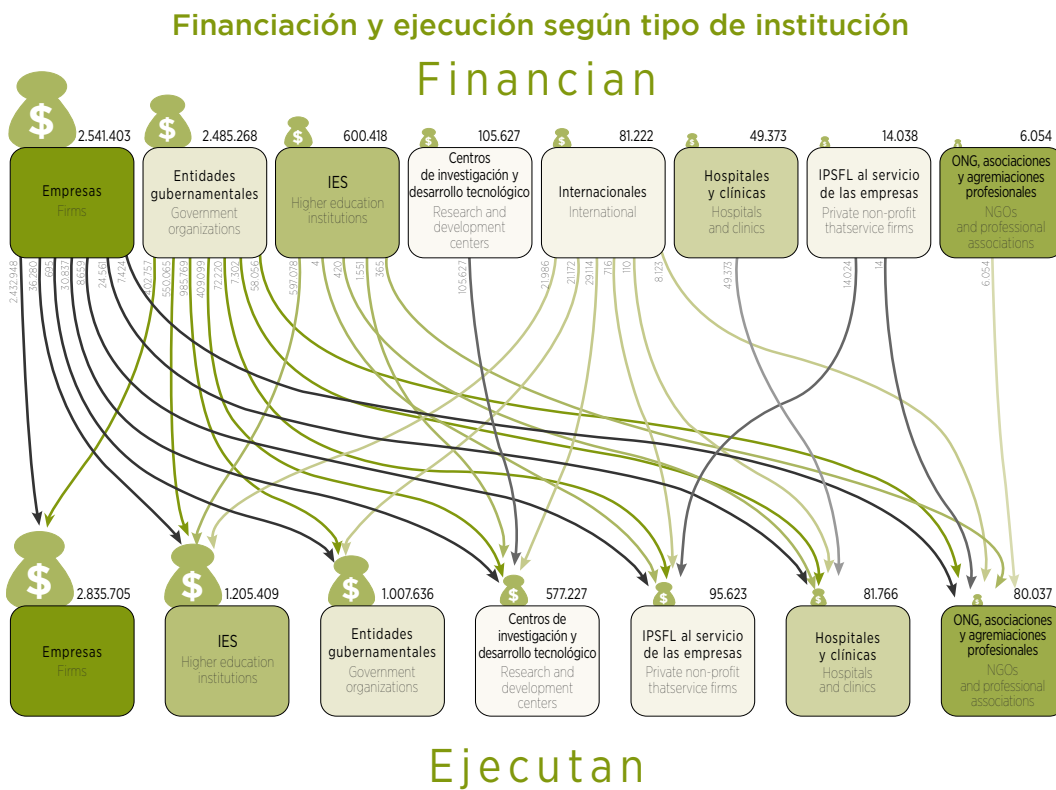 Financiación y ejecución según tipo de institución
Financian
$ $ $ $ $ $ $ $
2.541.403 2.485.268 600.418 105.627 81.222 49.373 14.038 6.054
Empresas
Firms
Entidades
gubernamentales
Government
organizations
IES
Higher education
institutions
Centros
de investigación y
desarrollo tecnológico
Research and
development
centers
Internacionales
International
Hospitales
y clínicas
Hospitals
and clinics
IPSFL al servicio
de las empresas
Private non-profit
thatservice firms
ONG, asociaciones
y agremiaciones
profesionales
NGOs
and professional
associations
2.432.948
36.280
695
30.837
8.659
24.561
7.424
402.757
550.065
985.769
409.099
72.220
7.302
58.056
597.078
4
420
1.551
365
105.627
21.986
21.172
29.114
716
110
8.123
49.373
14.024
14
6.054
$ $ $ $ $ $ $
2.835.705 1.205.409 1.007.636 577.227 95.623 81.766 80.037
Empresas
Firms
IES
Higher education
institutions
Entidades
gubernamentales
Government
organizations
Centros de
investigación y
desarrollo tecnológico
Research and
development
centers
IPSFL al servicio
de las empresas
Private non-profit
thatservice firms
Hospitales
y clínicas
Hospitals
and clinics
ONG, asociaciones
y agremiaciones
profesionales
NGOs
and professional
associations
Ejecutan